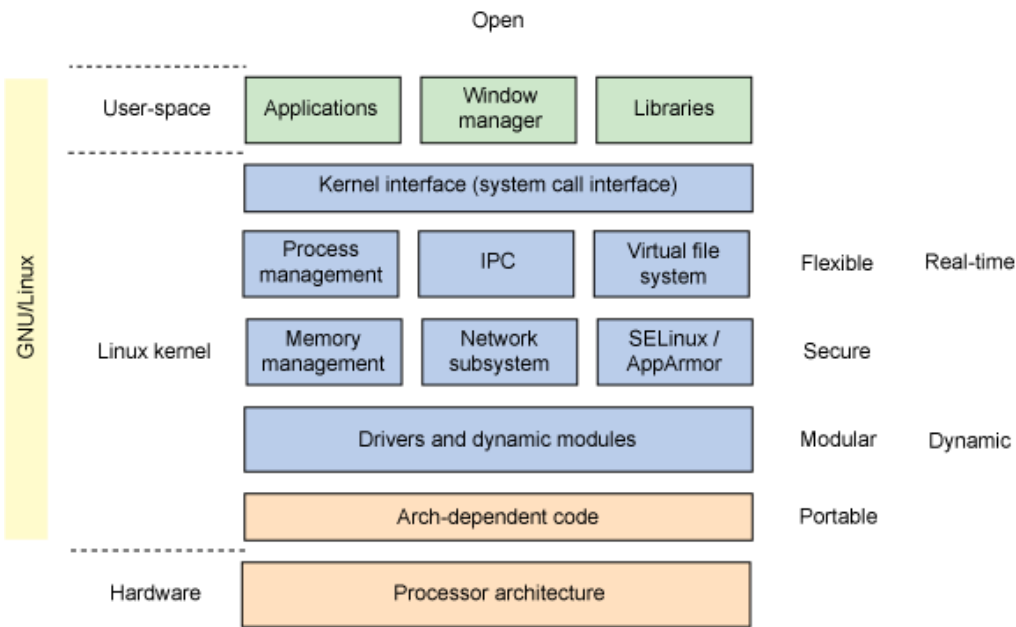 Open
User-space
Applications
Window
manager
Libraries
Kernel interface (system call interface)
GNU/Linux
Linux kernel
Process
management
IPC
Virtual file
system
Flexible
Real-time
Memory
management
Network
subsystem
SELinux /
AppArmor
Secure
Drivers and dynamic modules
Modular
Dynamic
Arch-dependent code
Portable
Hardware
Processor architecture